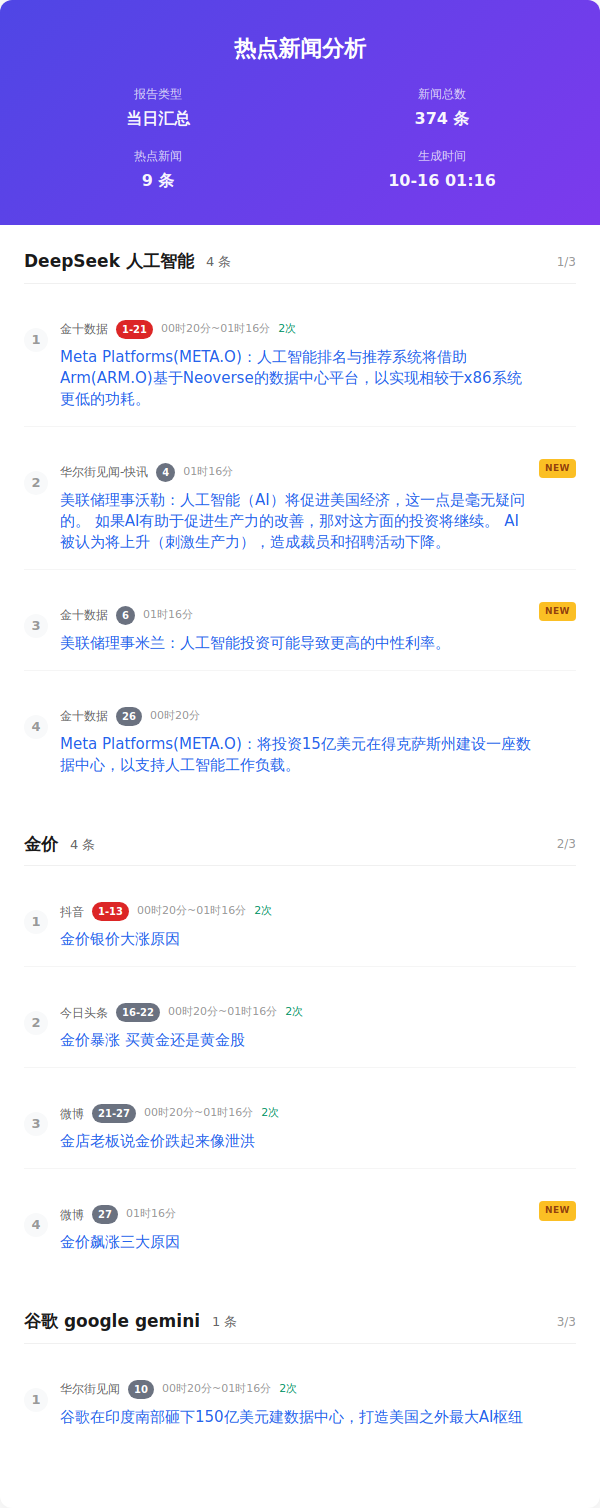 热点新闻分析
报告类型
新闻总数
当日汇总
374 条
热点新闻
生成时间
9 条
10-16 01:16
DeepSeek 人工智能 4 条 1/3
1
金十数据 1-21 00时20分~01时16分 2次
Meta Platforms(META.O)：人工智能排名与推荐系统将借助
Arm(ARM.O)基于Neoverse的数据中心平台，以实现相较于x86系统
更低的功耗。
2
华尔街见闻-快讯 4 01时16分 NEW
美联储理事沃勒：人工智能（AI）将促进美国经济，这一点是毫无疑问
的。 如果AI有助于促进生产力的改善，那对这方面的投资将继续。 AI
被认为将上升（刺激生产力），造成裁员和招聘活动下降。
3
金十数据 6 01时16分 NEW
美联储理事米兰：人工智能投资可能导致更高的中性利率。
4
金十数据 26 00时20分
Meta Platforms(META.O)：将投资15亿美元在得克萨斯州建设一座数
据中心，以支持人工智能工作负载。
金价 4 条 2/3
1
抖音 1-13 00时20分~01时16分 2次
金价银价大涨原因
2
今日头条 16-22 00时20分~01时16分 2次
金价暴涨 买黄金还是黄金股
3
微博 21-27 00时20分~01时16分 2次
金店老板说金价跌起来像泄洪
4
微博 27 01时16分 NEW
金价飙涨三大原因
谷歌 google gemini 1 条 3/3
1
华尔街见闻 10 00时20分~01时16分 2次
谷歌在印度南部砸下150亿美元建数据中心，打造美国之外最大AI枢纽